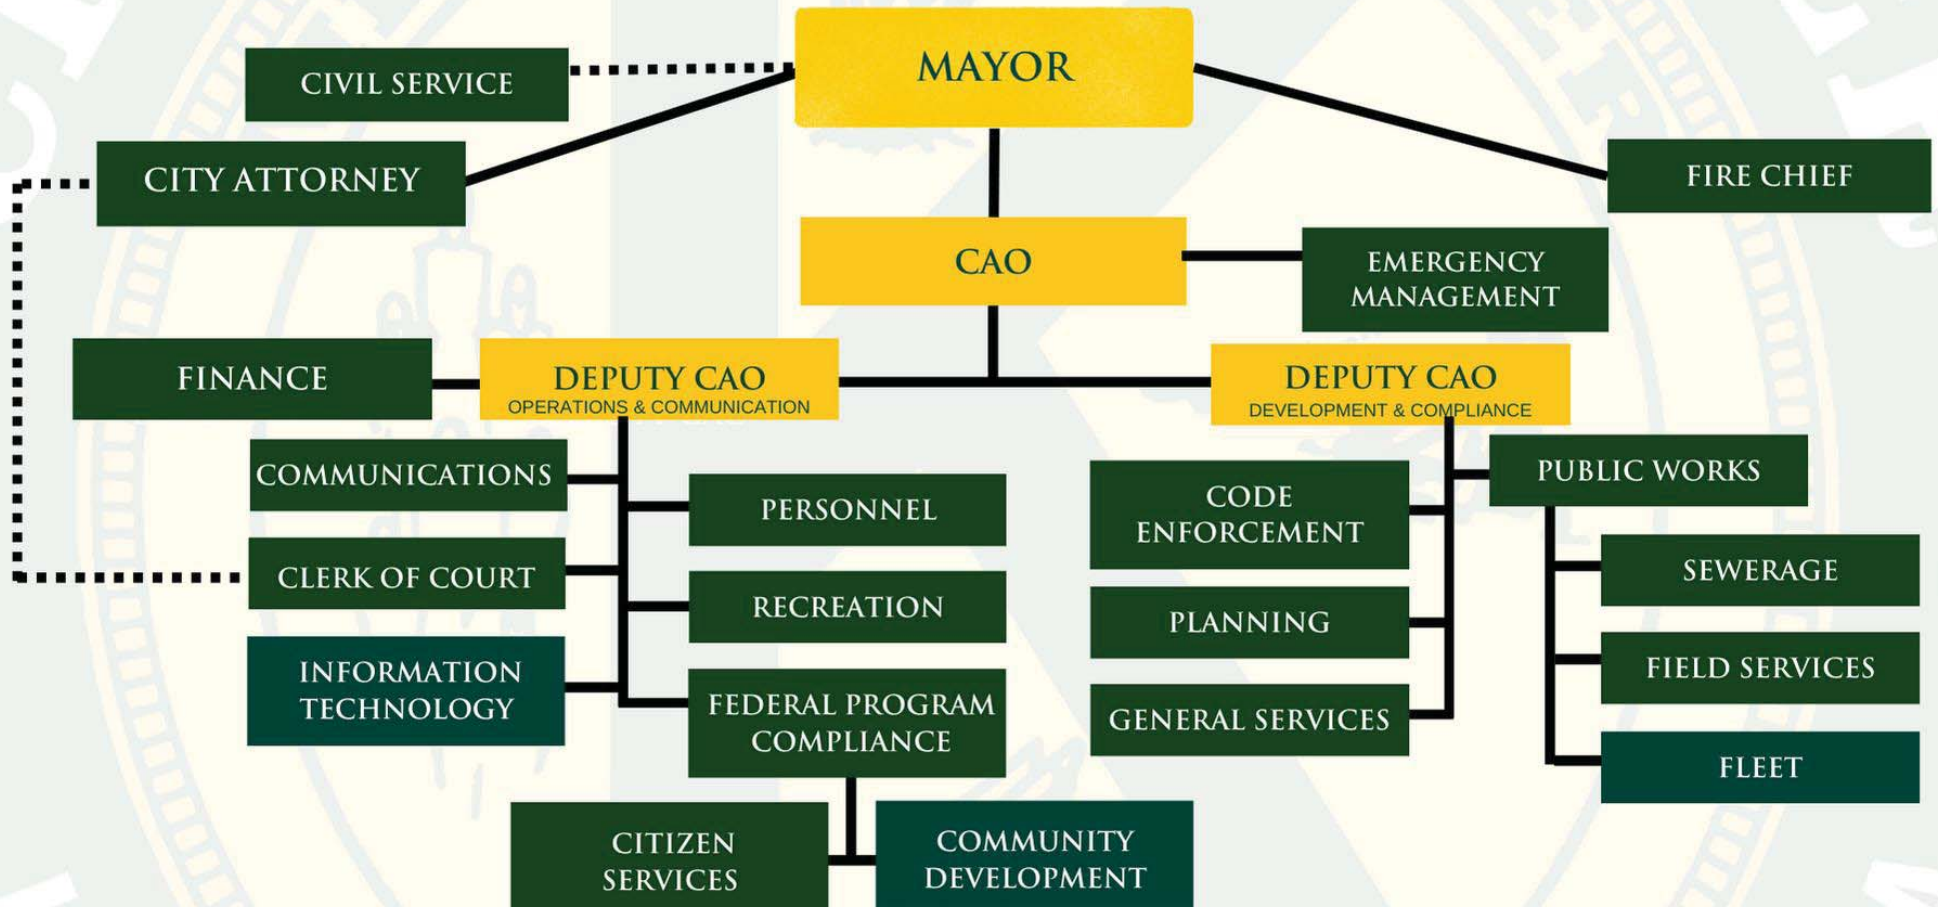 MAYOR
CIVIL SERVICE
CITY ATTORNEY
FIRE CHIEF
CAO
EMERGENCY
MANAGEMENT
FINANCE
DEPUTY CAO
OPERATIONS & COMMUNICATION
DEPUTY CAO
DEVELOPMENT & COMPLIANCE
COMMUNICATIONS
PERSONNEL
CLERK OF COURT
RECREATION
INFORMATION
TECHNOLOGY
FEDERAL PROGRAM
COMPLIANCE
CITIZEN
SERVICES
COMMUNITY
DEVELOPMENT
CODE
ENFORCEMENT
PUBLIC WORKS
PLANNING
SEWERAGE
GENERAL SERVICES
FIELD SERVICES
FLEET